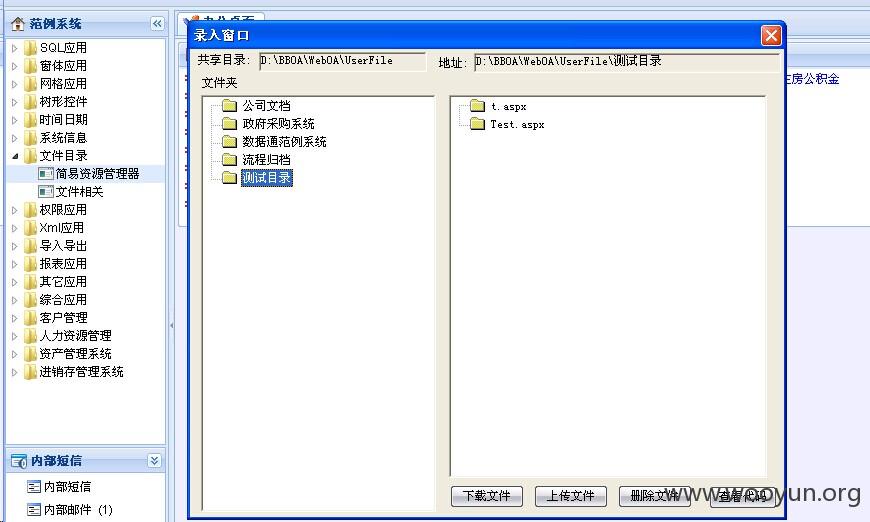 范例系统
SQL应用
窗体应用
网格应用
树形控件
时间日期
系统信息
文件目录
简易资源管理器
文件相关
权限应用
Xml应用
导入导出
报表应用
其它应用
综合应用
客户管理
人力资源管理
资产管理系统
进销存管理系统
内部短信
内部短信
内部邮件 (1)
办公桌面
录入窗口
共享目录: D:\BBOA\WebOA\UserFile
地址: D:\BBOA\WebOA\UserFile\测试目录
文件夹
公司文档
政府采购系统
数据通范例系统
流程归档
测试目录
t.aspx
Test.aspx
下载文件
上传文件
删除文件
查看代码
住房公积金
www.wooyun.org